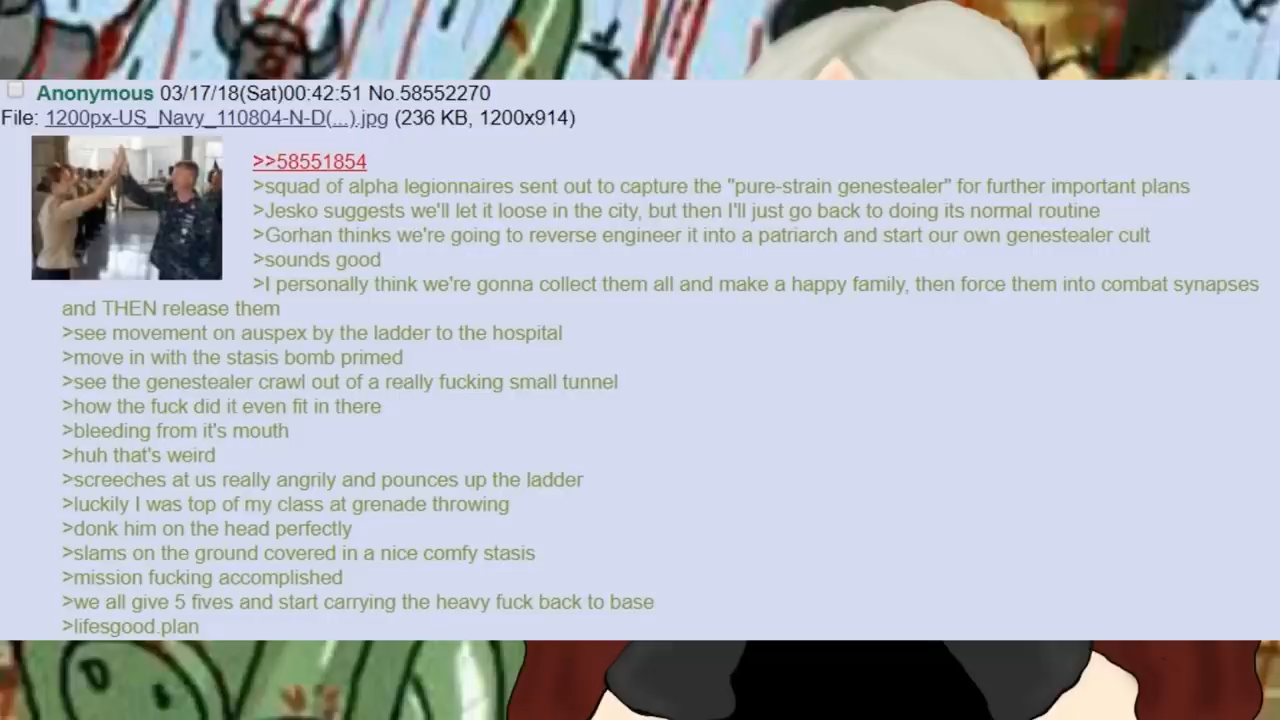 Anonymous 03/17/18(Sat)00:42:51 No.58552270
File: 1200px-US_Navy_110804-N-D(...).jpg (236 KB, 1200x914)
>>58551854
>squad of alpha legionnaires sent out to capture the "pure-strain genestealer" for further important plans
>Jesko suggests we'll let it loose in the city, but then I'll just go back to doing its normal routine
>Gorhan thinks we're going to reverse engineer it into a patriarch and start our own genestealer cult
>sounds good
>I personally think we're gonna collect them all and make a happy family, then force them into combat synapses
and THEN release them
>see movement on auspex by the ladder to the hospital
>move in with the stasis bomb primed
>see the genestealer crawl out of a really fucking small tunnel
>how the fuck did it even fit in there
>bleeding from it's mouth
>huh that's weird
>screeches at us really angrily and pounces up the ladder
>luckily I was top of my class at grenade throwing
>donk him on the head perfectly
>slams on the ground covered in a nice comfy stasis
>mission fucking accomplished
>we all give 5 fives and start carrying the heavy fuck back to base
>lifesgood.plan